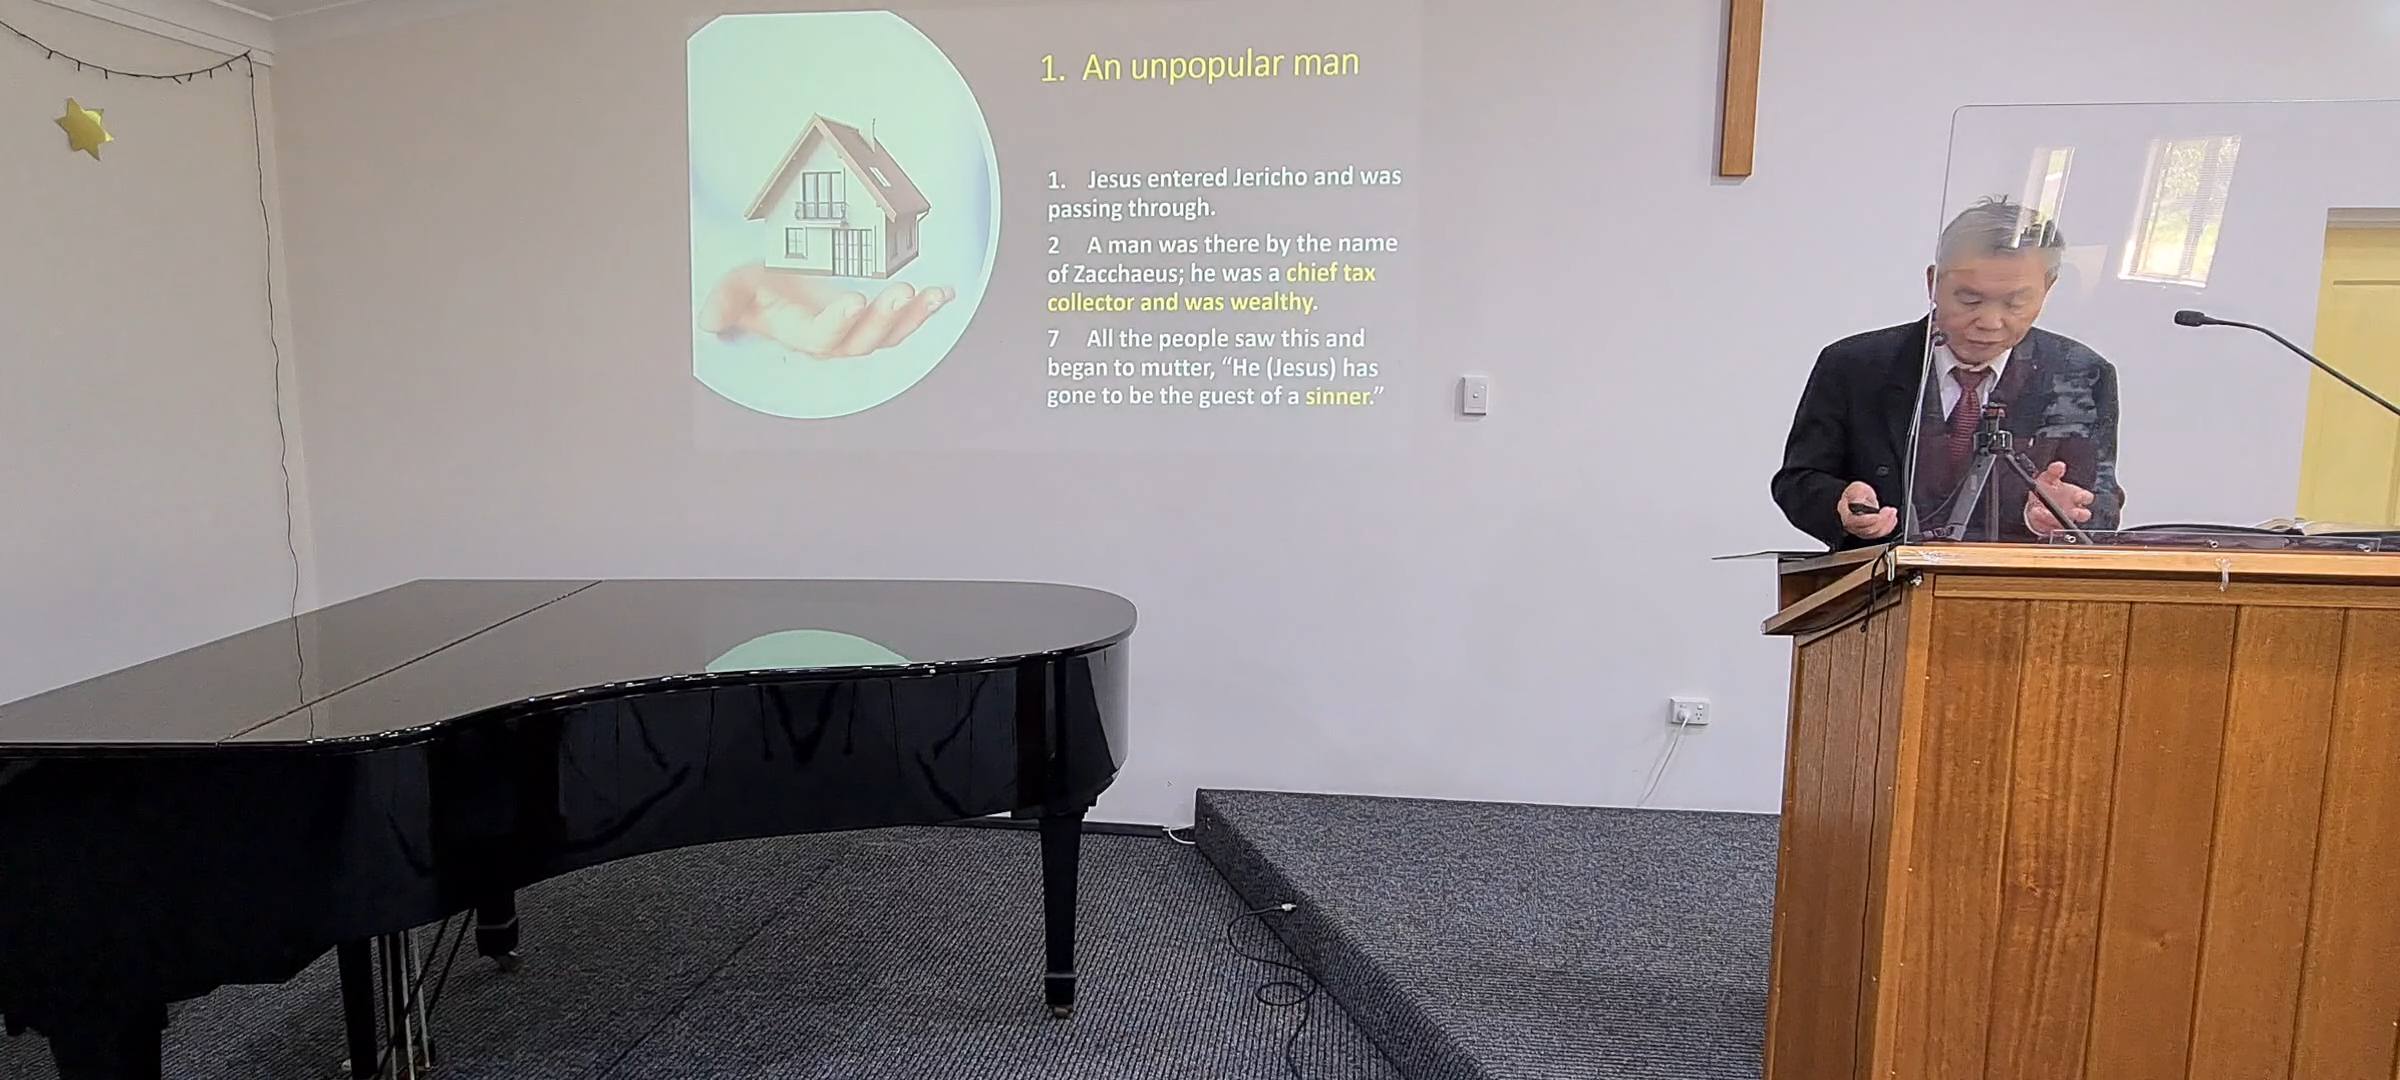 1. An unpopular man
1. Jesus entered Jericho and was
passing through.
2 A man was there by the name
of Zacchaeus; he was a chief tax
collector and was wealthy.
7 All the people saw this and
began to mutter, “He (Jesus) has
gone to be the guest of a sinner.”